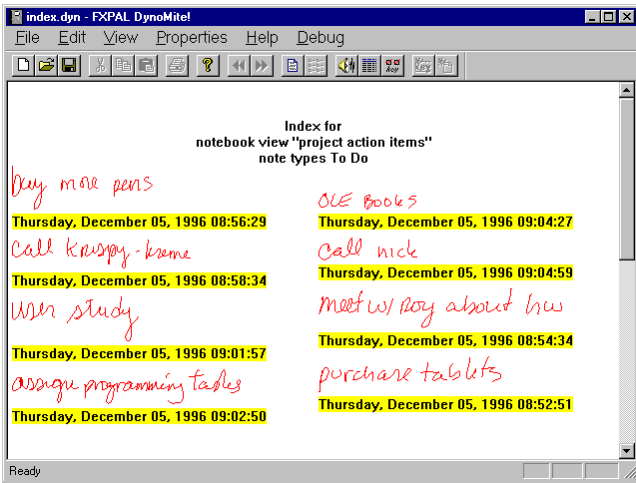 index.dyn - FXPAL DynoMite!
File Edit View Properties Help Debug
Index for
notebook view "project action items"
note types To Do
buy more pens
Thursday, December 05, 1996 08:56:29
Call Krispy-kreme
Thursday, December 05, 1996 08:58:34
User study
Thursday, December 05, 1996 09:01:57
assign programming tasks
Thursday, December 05, 1996 09:02:50
OLE Books
Thursday, December 05, 1996 09:04:27
Call nick
Thursday, December 05, 1996 09:04:59
Meet w/ Roy about hw
Thursday, December 05, 1996 08:54:34
purchase tablets
Thursday, December 05, 1996 08:52:51
Ready